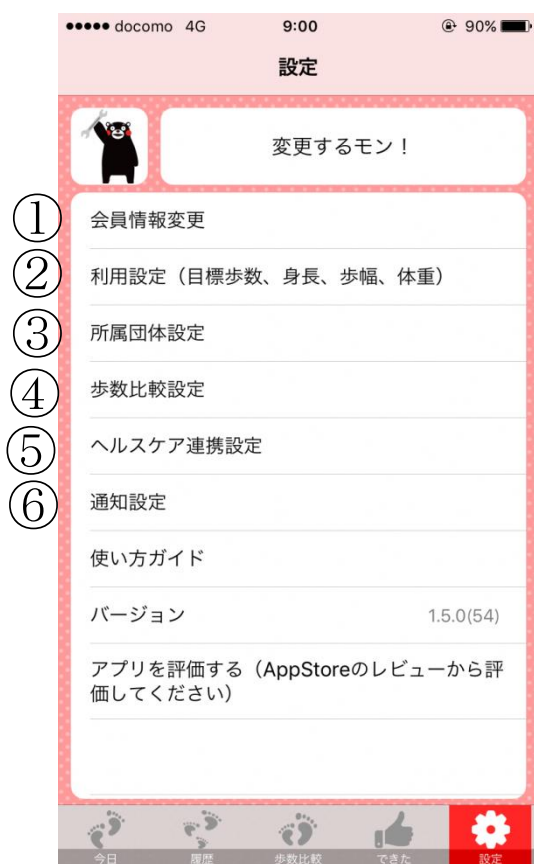 docomo 4G 9:00 90%
設定
変更するモン！
① 会員情報変更
② 利用設定（目標歩数、身長、歩幅、体重）
③ 所属団体設定
④ 歩数比較設定
⑤ ヘルスケア連携設定
⑥ 通知設定
使い方ガイド
バージョン 1.5.0(54)
アプリを評価する（AppStoreのレビューから評
価してください）
今日 履歴 歩数比較 できた 設定